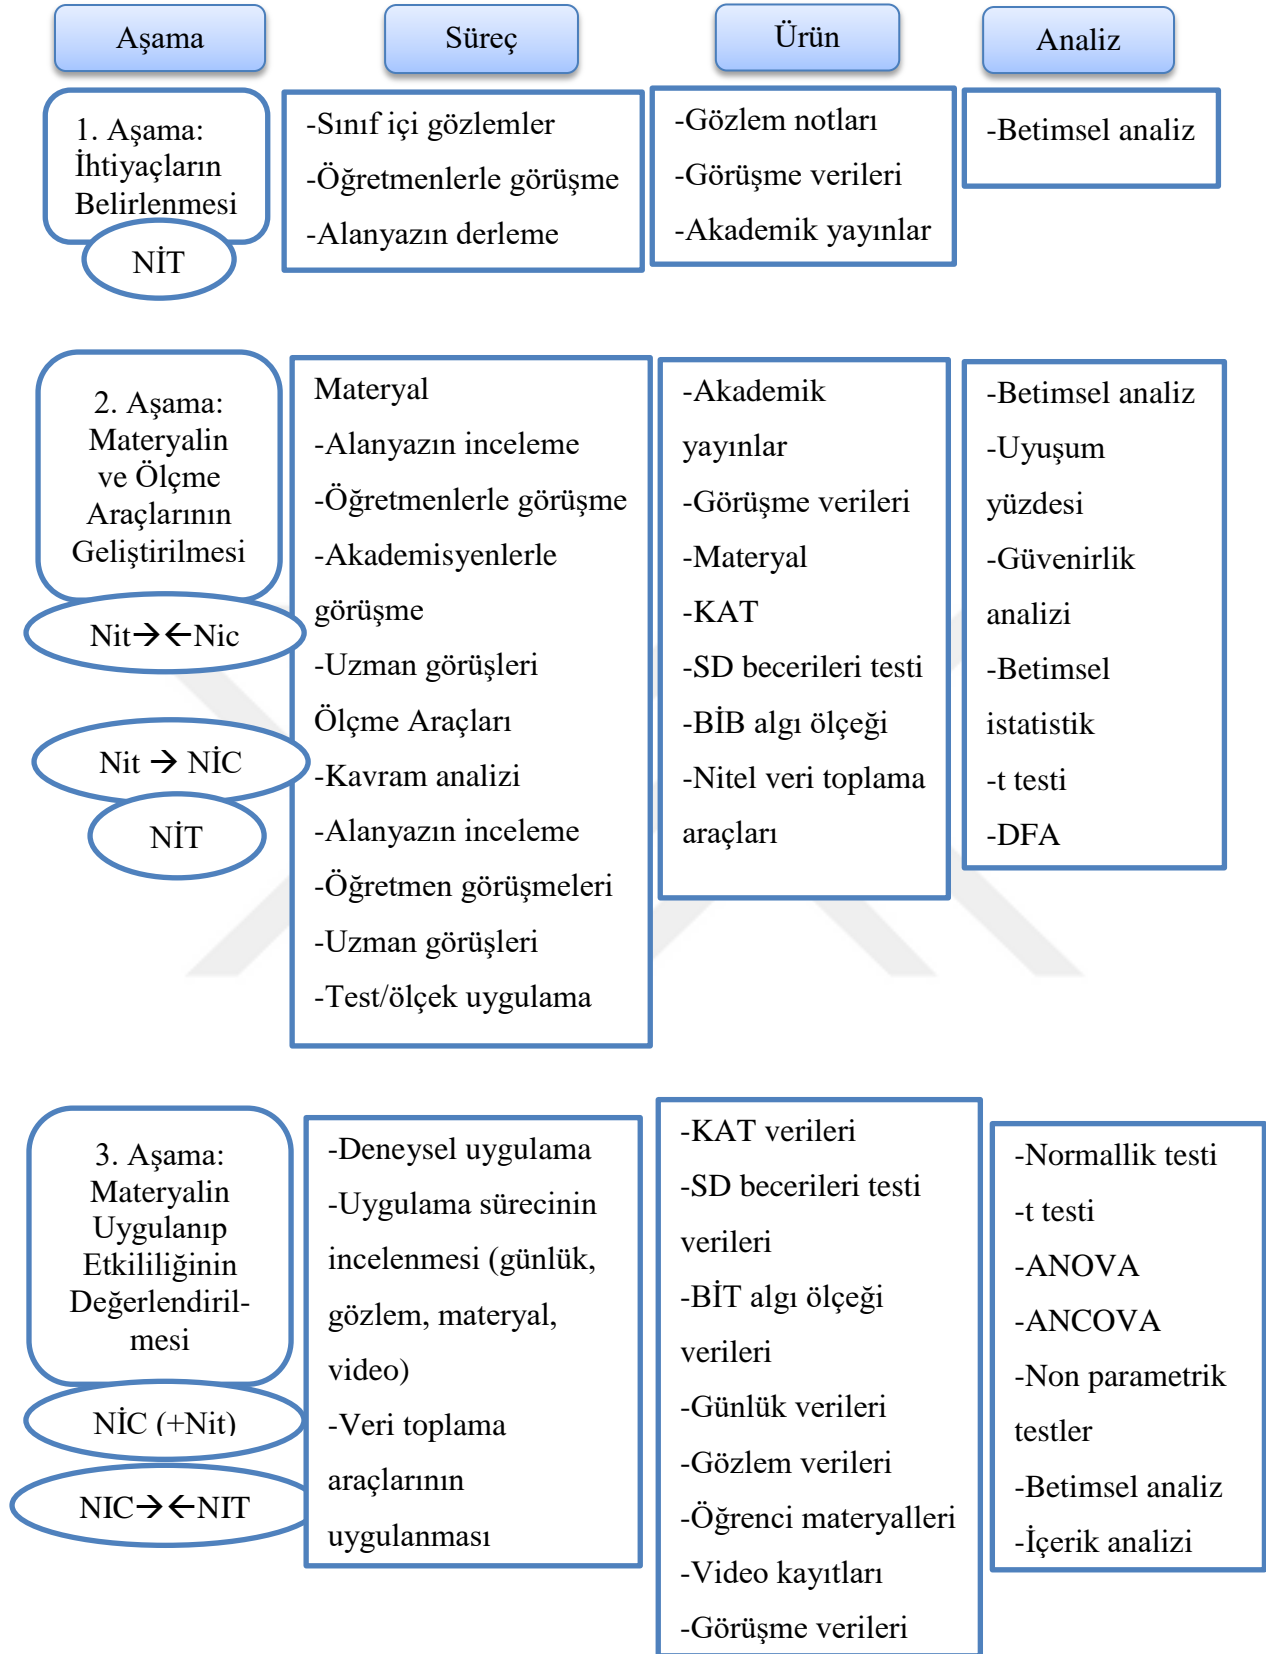 Aşama
Süreç
Ürün
Analiz
1. Aşama:
İhtiyaçların
Belirlenmesi
NİT
-Sınıf içi gözlemler
-Öğretmenlerle görüşme
-Alanyazın derleme
-Gözlem notları
-Görüşme verileri
-Akademik yayınlar
-Betimsel analiz
2. Aşama:
Materyalin
ve Ölçme
Araçlarının
Geliştirilmesi
Nit→←Nic
Nit → NİC
NİT
Materyal
-Alanyazın inceleme
-Öğretmenlerle görüşme
-Akademisyenlerle
görüşme
-Uzman görüşleri
Ölçme Araçları
-Kavram analizi
-Alanyazın inceleme
-Öğretmen görüşmeleri
-Uzman görüşleri
-Test/ölçek uygulama
-Akademik
yayınlar
-Görüşme verileri
-Materyal
-KAT
-SD becerileri testi
-BİB algı ölçeği
-Nitel veri toplama
araçları
-Betimsel analiz
-Uyuşum
yüzdesi
-Güvenirlik
analizi
-Betimsel
istatistik
-t testi
-DFA
3. Aşama:
Materyalin
Uygulanıp
Etkililiğinin
Değerlendiril-
mesi
NİC (+Nit)
NIC→←NIT
-Deneysel uygulama
-Uygulama sürecinin
incelenmesi (günlük,
gözlem, materyal,
video)
-Veri toplama
araçlarının
uygulanması
-KAT verileri
-SD becerileri testi
verileri
-BİT algı ölçeği
verileri
-Günlük verileri
-Gözlem verileri
-Öğrenci materyalleri
-Video kayıtları
-Görüşme verileri
-Normallik testi
-t testi
-ANOVA
-ANCOVA
-Non parametrik
testler
-Betimsel analiz
-İçerik analizi